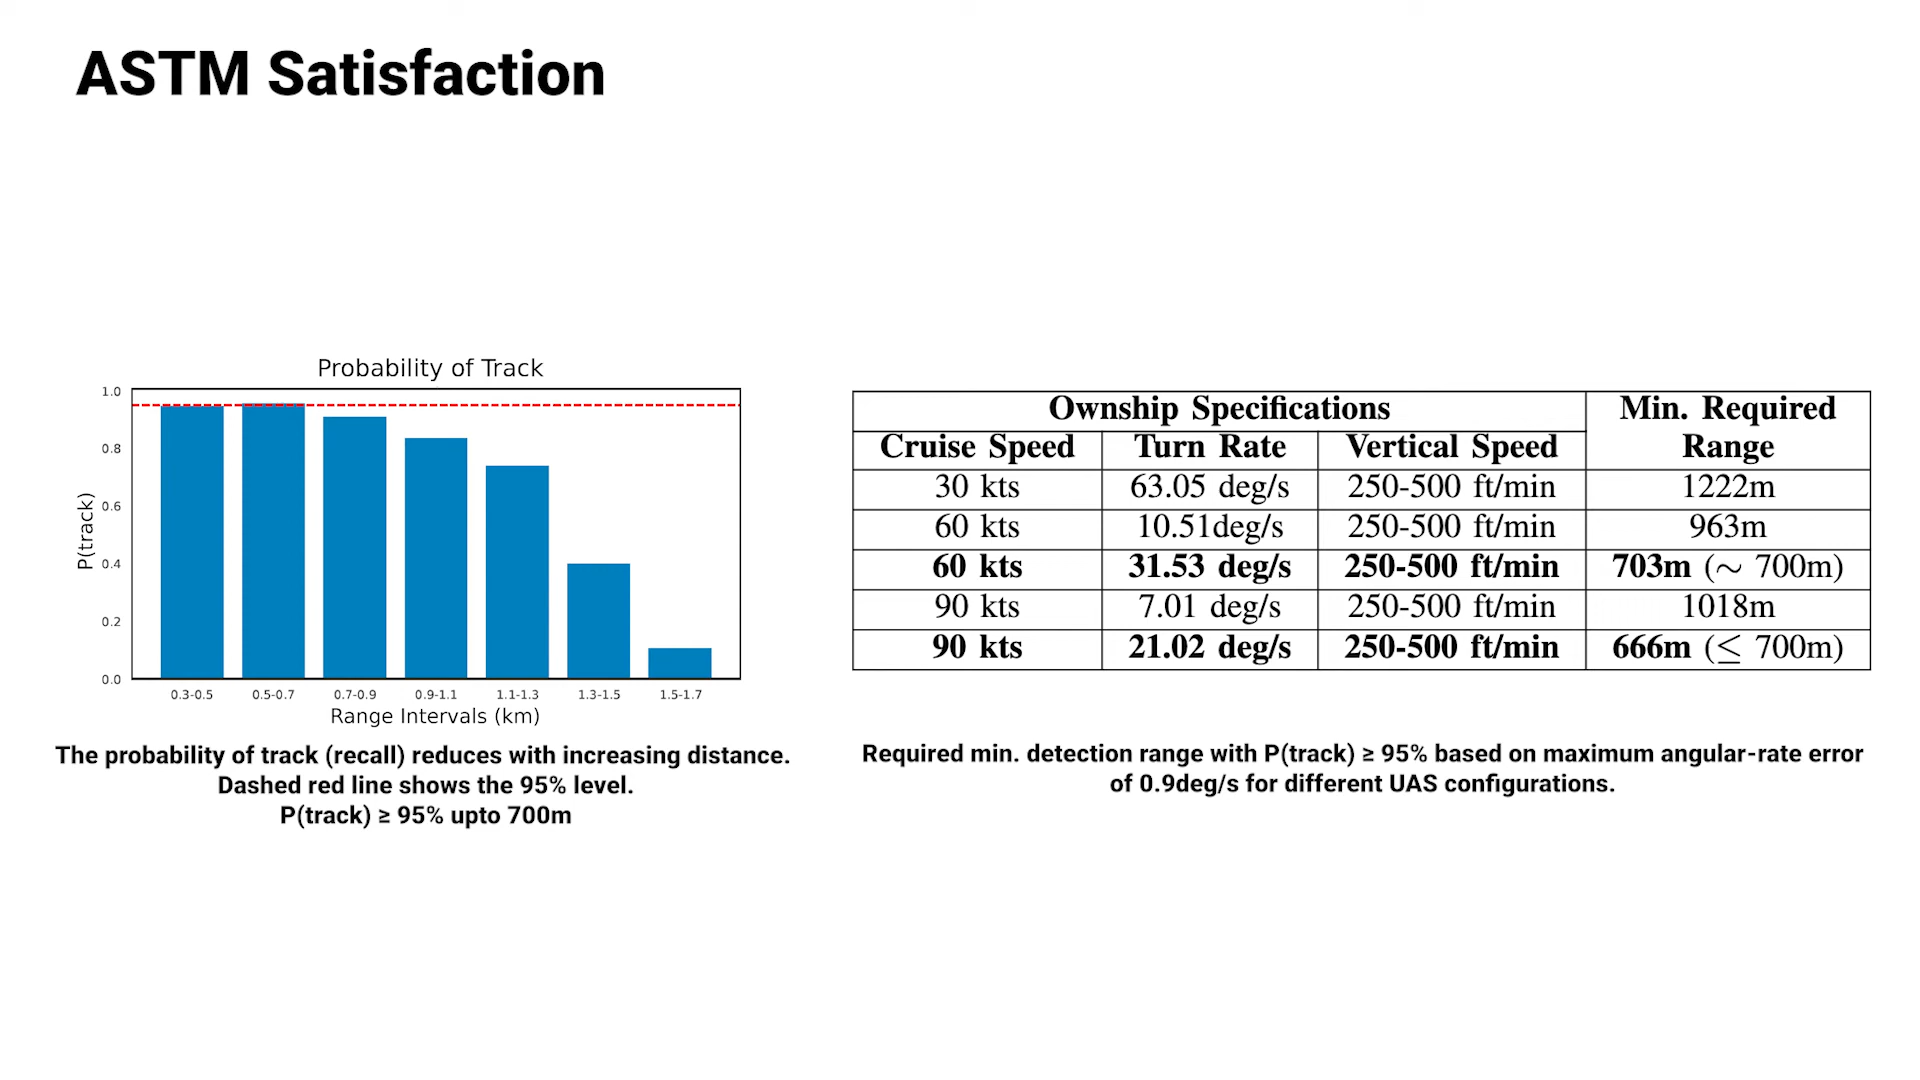 ASTM Satisfaction
Probability of Track
1.0
0.8
0.6
0.4
0.2
0.0
P(track)
0.3-0.5 0.5-0.7 0.7-0.9 0.9-1.1 1.1-1.3 1.3-1.5 1.5-1.7
Range Intervals (km)
The probability of track (recall) reduces with increasing distance.
Dashed red line shows the 95% level.
P(track) ≥ 95% upto 700m
Ownship Specifications Min. Required Range
Cruise Speed Turn Rate Vertical Speed
30 kts 63.05 deg/s 250-500 ft/min 1222m
60 kts 10.51deg/s 250-500 ft/min 963m
60 kts 31.53 deg/s 250-500 ft/min 703m (∼ 700m)
90 kts 7.01 deg/s 250-500 ft/min 1018m
90 kts 21.02 deg/s 250-500 ft/min 666m (≤ 700m)
Required min. detection range with P(track) ≥ 95% based on maximum angular-rate error
of 0.9deg/s for different UAS configurations.